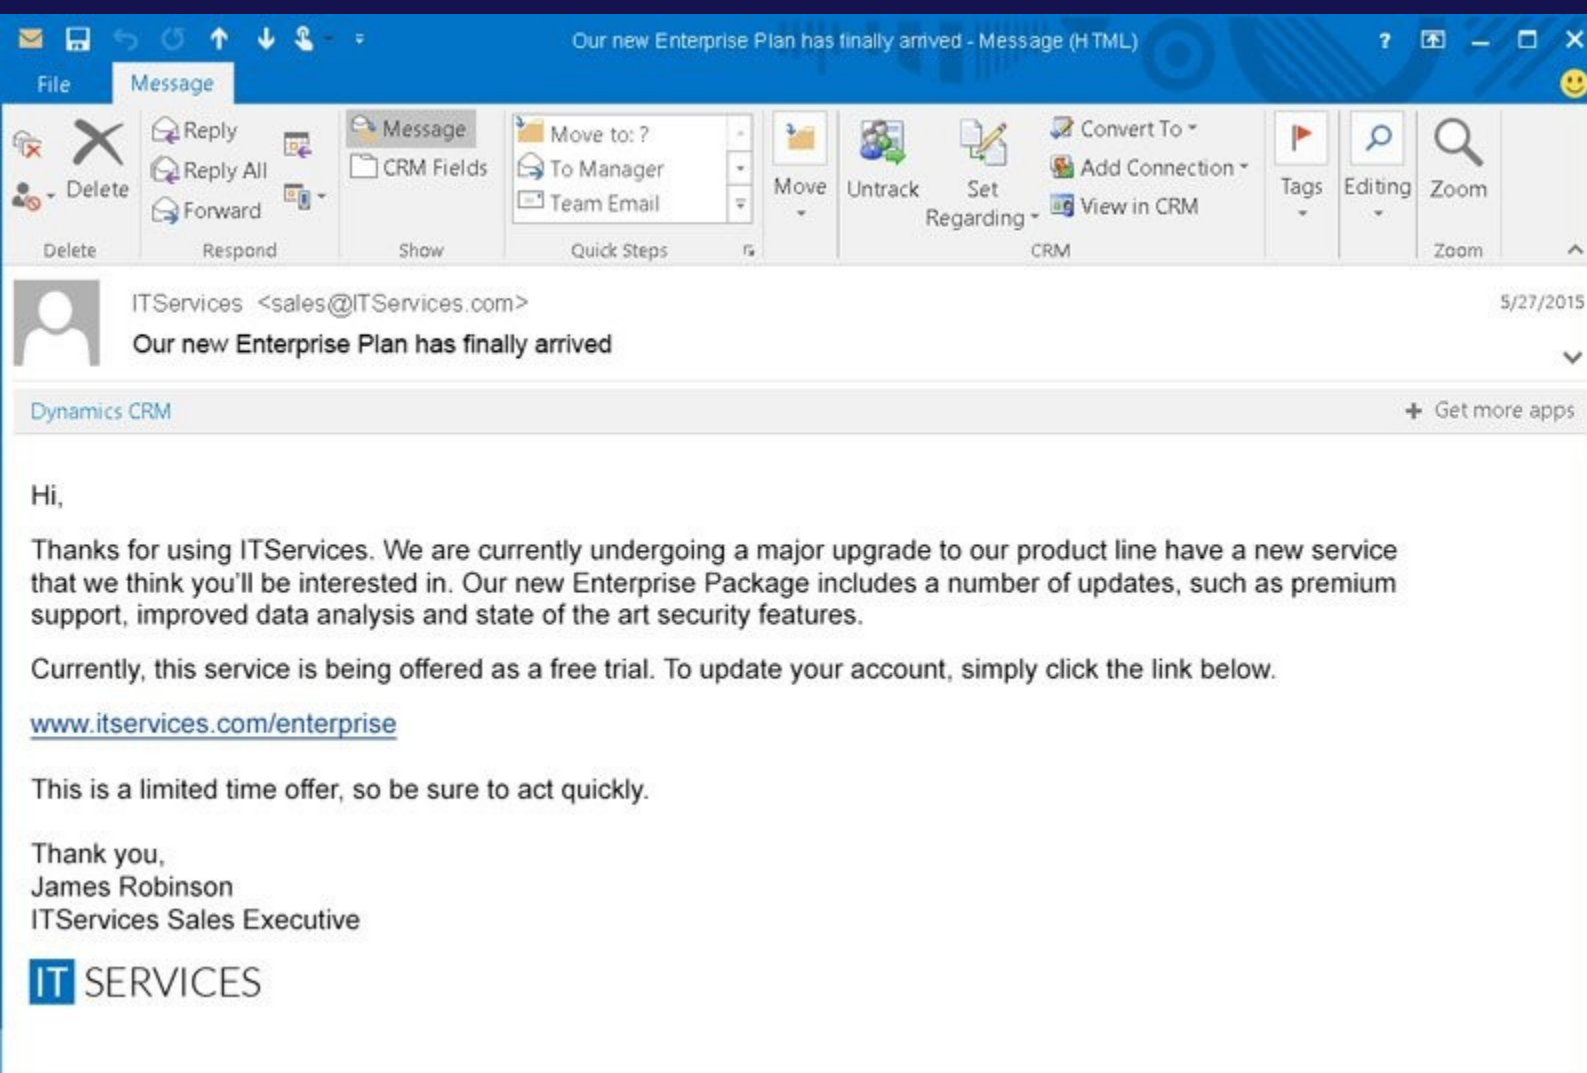 Our new Enterprise Plan has finally arrived - Message (HTML)
?
File
Message
Delete
Delete
Reply
Reply All
Forward
Respond
Message
CRM Fields
Show
Move to: ?
To Manager
Team Email
Quick Steps
Move
Untrack
Set
Regarding
Convert To
Add Connection
View in CRM
CRM
Tags
Editing
Zoom
Zoom
ITServices <sales@ITServices.com>
5/27/2015
Our new Enterprise Plan has finally arrived
Dynamics CRM
+ Get more apps
Hi,
Thanks for using ITServices. We are currently undergoing a major upgrade to our product line have a new service
that we think you'll be interested in. Our new Enterprise Package includes a number of updates, such as premium
support, improved data analysis and state of the art security features.
Currently, this service is being offered as a free trial. To update your account, simply click the link below.
www.itservices.com/enterprise
This is a limited time offer, so be sure to act quickly.
Thank you,
James Robinson
ITServices Sales Executive
IT SERVICES